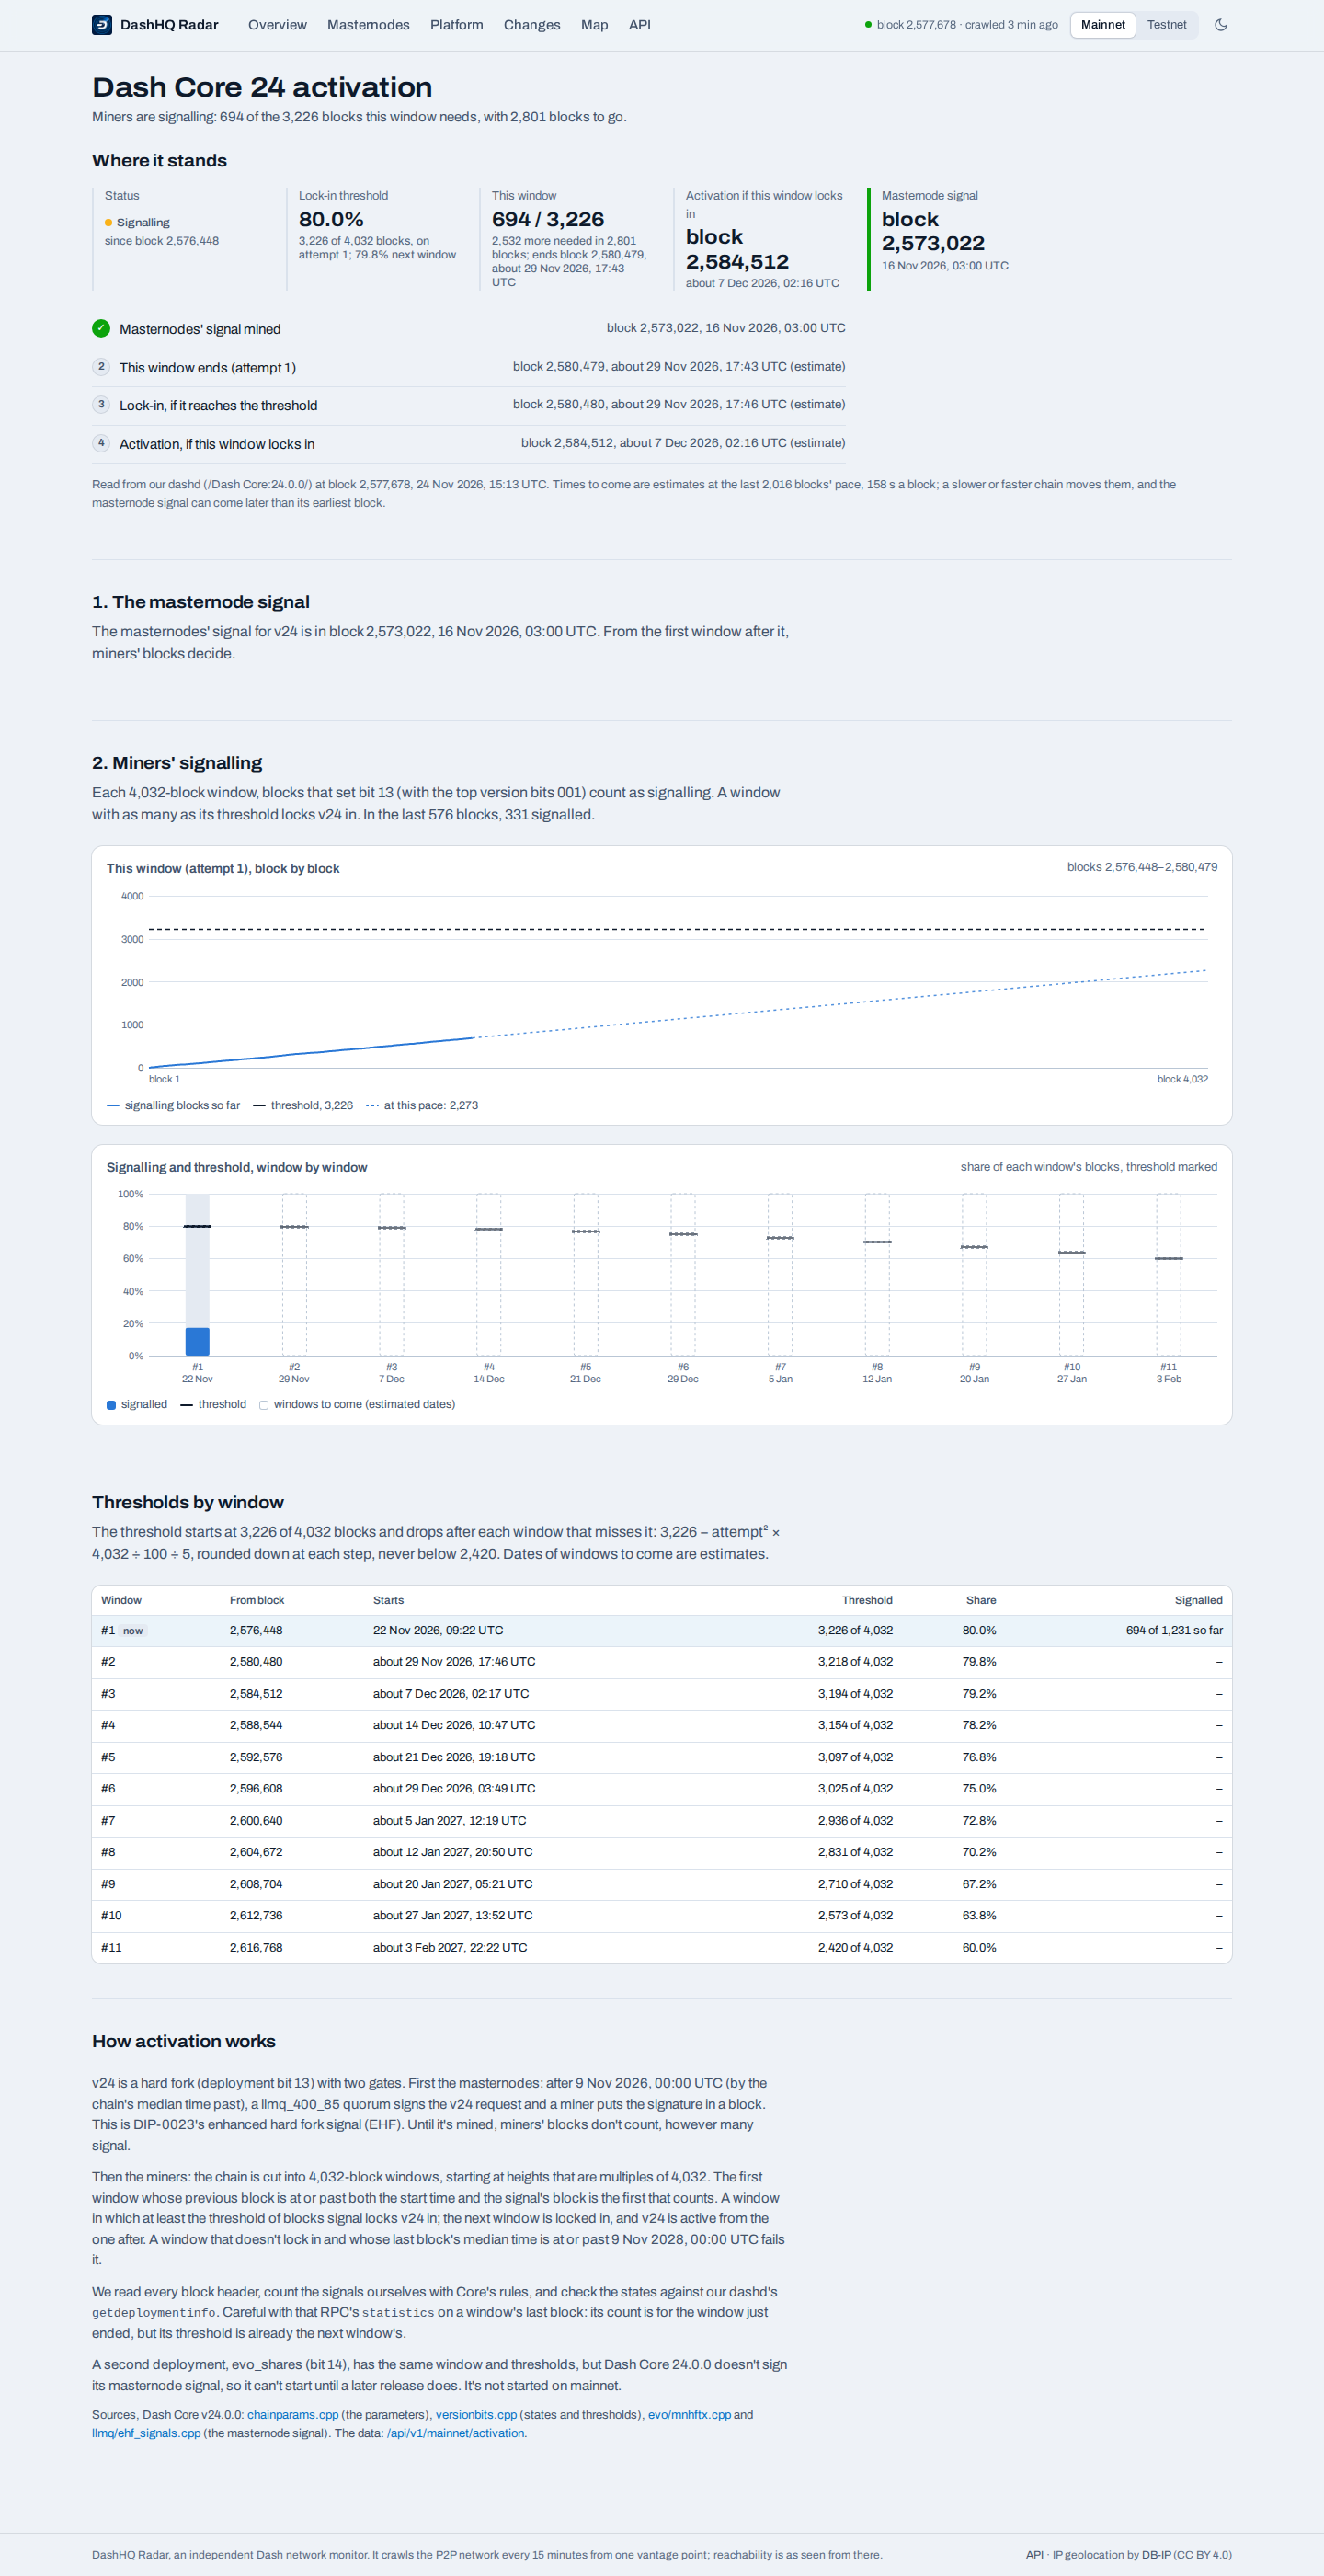 DashHQ Radar
Overview Masternodes Platform Changes Map API
block 2,577,678 · crawled 3 min ago
Mainnet Testnet
Dash Core 24 activation
Miners are signalling: 694 of the 3,226 blocks this window needs, with 2,801 blocks to go.
Where it stands
Status
Signalling
since block 2,576,448
Lock-in threshold
80.0%
3,226 of 4,032 blocks, on
attempt 1; 79.8% next window
This window
694 / 3,226
2,532 more needed in 2,801
blocks; ends block 2,580,479,
about 29 Nov 2026, 17:43
UTC
Activation if this window locks
in
block
2,584,512
about 7 Dec 2026, 02:16 UTC
Masternode signal
block
2,573,022
16 Nov 2026, 03:00 UTC
✓ Masternodes' signal mined block 2,573,022, 16 Nov 2026, 03:00 UTC
2 This window ends (attempt 1) block 2,580,479, about 29 Nov 2026, 17:43 UTC (estimate)
3 Lock-in, if it reaches the threshold block 2,580,480, about 29 Nov 2026, 17:46 UTC (estimate)
4 Activation, if this window locks in block 2,584,512, about 7 Dec 2026, 02:16 UTC (estimate)
Read from our dashd (/Dash Core:24.0.0/) at block 2,577,678, 24 Nov 2026, 15:13 UTC. Times to come are estimates at the last 2,016 blocks' pace, 158 s a block; a slower or faster chain moves them, and the
masternode signal can come later than its earliest block.
1. The masternode signal
The masternodes' signal for v24 is in block 2,573,022, 16 Nov 2026, 03:00 UTC. From the first window after it,
miners' blocks decide.
2. Miners' signalling
Each 4,032-block window, blocks that set bit 13 (with the top version bits 001) count as signalling. A window
with as many as its threshold locks v24 in. In the last 576 blocks, 331 signalled.
This window (attempt 1), block by block
blocks 2,576,448–2,580,479
4000
3000
2000
1000
0
block 1 block 4,032
signalling blocks so far threshold, 3,226 at this pace: 2,273
Signalling and threshold, window by window
share of each window's blocks, threshold marked
100%
80%
60%
40%
20%
0%
#1 #2 #3 #4 #5 #6 #7 #8 #9 #10 #11
22 Nov 29 Nov 7 Dec 14 Dec 21 Dec 29 Dec 5 Jan 12 Jan 20 Jan 27 Jan 3 Feb
signalled threshold windows to come (estimated dates)
Thresholds by window
The threshold starts at 3,226 of 4,032 blocks and drops after each window that misses it: 3,226 − attempt² ×
4,032 ÷ 100 ÷ 5, rounded down at each step, never below 2,420. Dates of windows to come are estimates.
Window From block Starts Threshold Share Signalled
#1 now 2,576,448 22 Nov 2026, 09:22 UTC 3,226 of 4,032 80.0% 694 of 1,231 so far
#2 2,580,480 about 29 Nov 2026, 17:46 UTC 3,218 of 4,032 79.8% –
#3 2,584,512 about 7 Dec 2026, 02:17 UTC 3,194 of 4,032 79.2% –
#4 2,588,544 about 14 Dec 2026, 10:47 UTC 3,154 of 4,032 78.2% –
#5 2,592,576 about 21 Dec 2026, 19:18 UTC 3,097 of 4,032 76.8% –
#6 2,596,608 about 29 Dec 2026, 03:49 UTC 3,025 of 4,032 75.0% –
#7 2,600,640 about 5 Jan 2027, 12:19 UTC 2,936 of 4,032 72.8% –
#8 2,604,672 about 12 Jan 2027, 20:50 UTC 2,831 of 4,032 70.2% –
#9 2,608,704 about 20 Jan 2027, 05:21 UTC 2,710 of 4,032 67.2% –
#10 2,612,736 about 27 Jan 2027, 13:52 UTC 2,573 of 4,032 63.8% –
#11 2,616,768 about 3 Feb 2027, 22:22 UTC 2,420 of 4,032 60.0% –
How activation works
v24 is a hard fork (deployment bit 13) with two gates. First the masternodes: after 9 Nov 2026, 00:00 UTC (by the
chain's median time past), a llmq_400_85 quorum signs the v24 request and a miner puts the signature in a block.
This is DIP-0023's enhanced hard fork signal (EHF). Until it's mined, miners' blocks don't count, however many
signal.
Then the miners: the chain is cut into 4,032-block windows, starting at heights that are multiples of 4,032. The first
window whose previous block is at or past both the start time and the signal's block is the first that counts. A window
in which at least the threshold of blocks signal locks v24 in; the next window is locked in, and v24 is active from the
one after. A window that doesn't lock in and whose last block's median time is at or past 9 Nov 2028, 00:00 UTC fails
it.
We read every block header, count the signals ourselves with Core's rules, and check the states against our dashd's
getdeploymentinfo. Careful with that RPC's statistics on a window's last block: its count is for the window just
ended, but its threshold is already the next window's.
A second deployment, evo_shares (bit 14), has the same window and thresholds, but Dash Core 24.0.0 doesn't sign
its masternode signal, so it can't start until a later release does. It's not started on mainnet.
Sources, Dash Core v24.0.0: chainparams.cpp (the parameters), versionbits.cpp (states and thresholds), evo/mnhftx.cpp and
llmq/ehf_signals.cpp (the masternode signal). The data: /api/v1/mainnet/activation.
DashHQ Radar, an independent Dash network monitor. It crawls the P2P network every 15 minutes from one vantage point; reachability is as seen from there.
API · IP geolocation by DB-IP (CC BY 4.0)